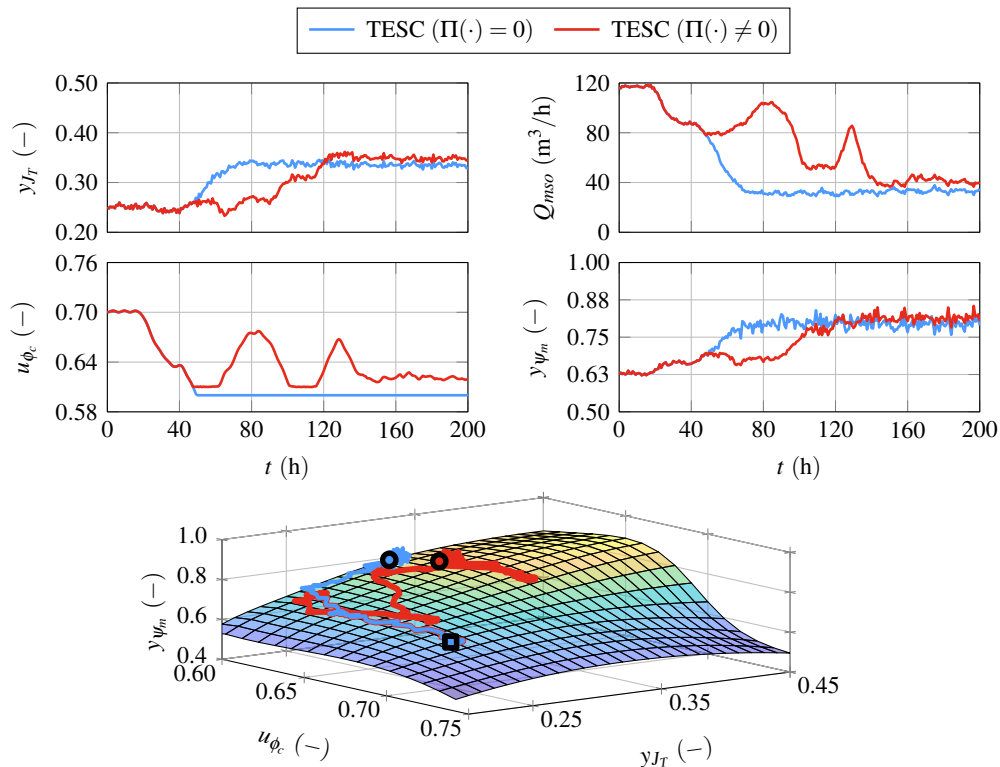 TESC (Π(·) = 0) TESC (Π(·) ≠ 0)
0.50
0.40
0.30
0.20
y_{J_T} (−)
120
80
40
0
Q_{mso} (m³/h)
0.76
0.70
0.64
0.58
u_{ϕ_c} (−)
0 40 80 120 160 200
t (h)
1.00
0.88
0.75
0.63
0.50
y_{ψ_m} (−)
0 40 80 120 160 200
t (h)
1.0
0.8
0.6
0.4
y_{ψ_m} (−)
0.60 0.65 0.70 0.75
u_{ϕ_c} (−)
0.25 0.35 0.45
y_{J_T} (−)